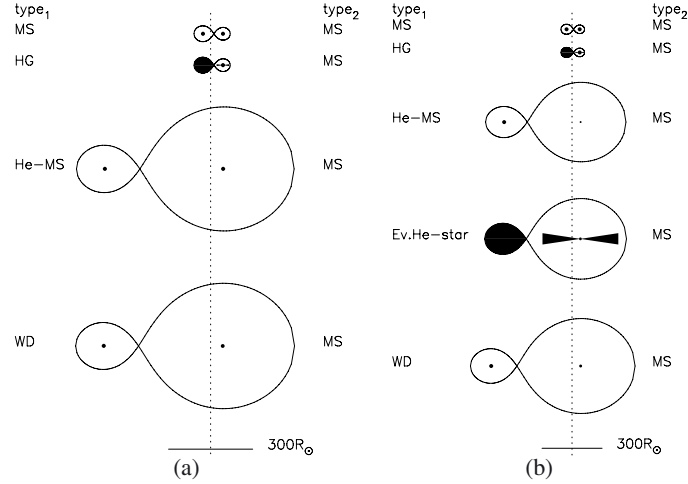 type₁ type₂
MS MS
HG MS
He-MS MS
WD MS
300R☉
(a)
type₁ type₂
MS MS
HG MS
He-MS MS
Ev.He-star MS
WD MS
300R☉
(b)